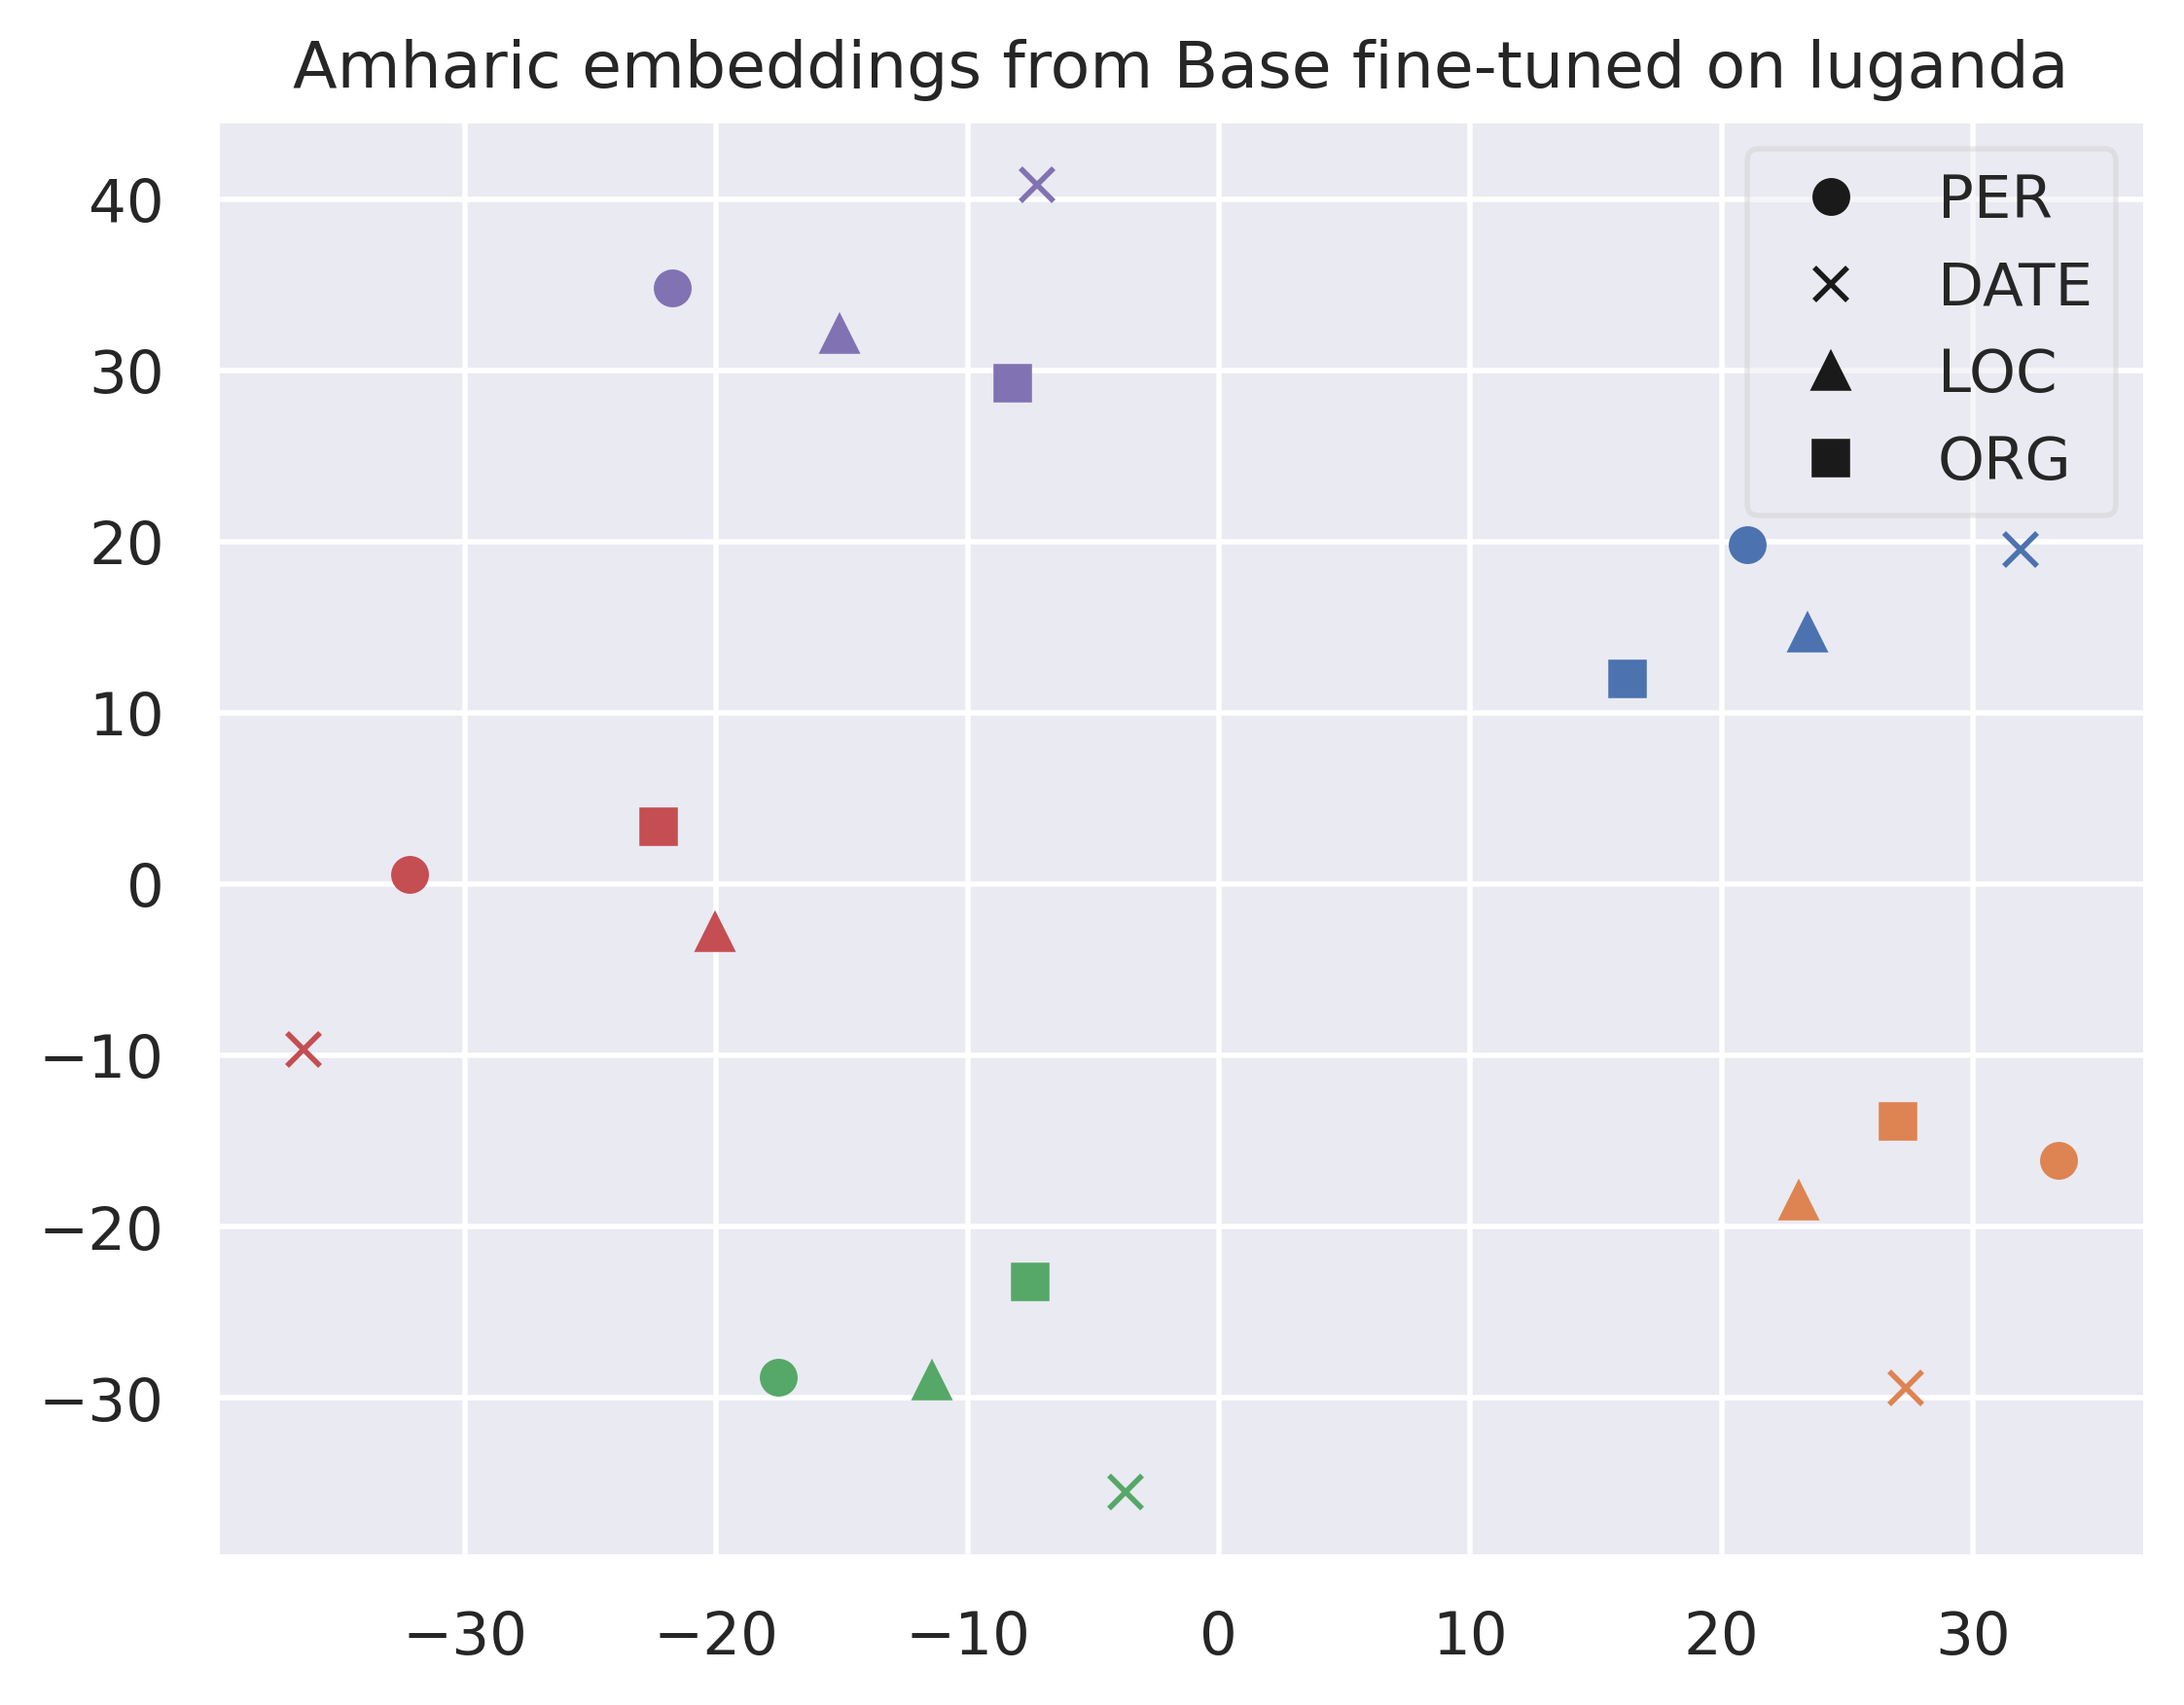 Amharic embeddings from Base fine-tuned on luganda
PER
DATE
LOC
ORG
40
30
20
10
0
−10
−20
−30
−30 −20 −10 0 10 20 30